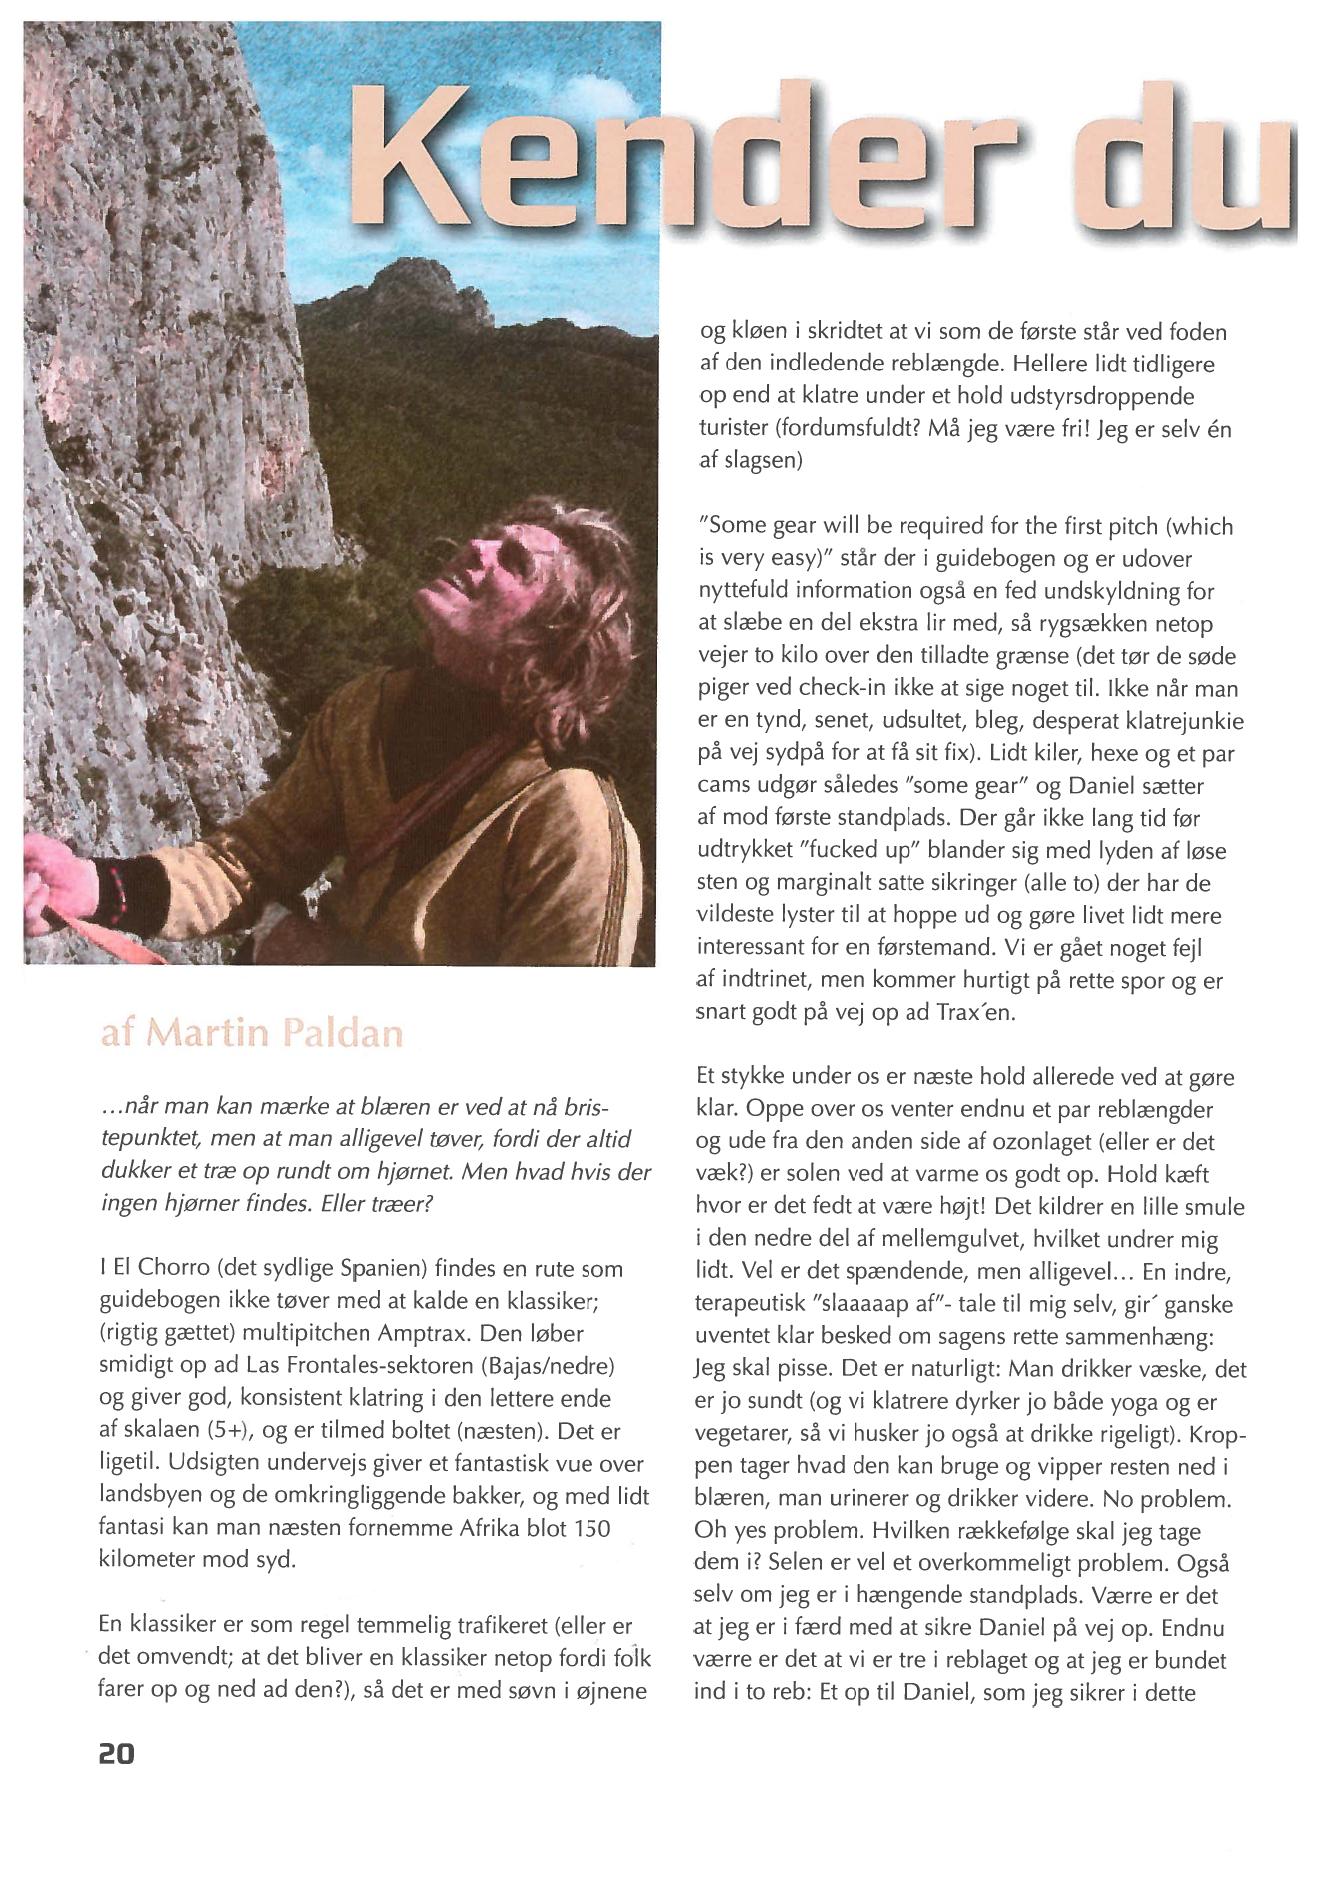 Kender du
af Martin Paldan
...når man kan mærke at blæren er ved at nå bris-
tepunktet, men at man alligevel tøver, fordi der altid
dukker et træ op rundt om hjørnet. Men hvad hvis der
ingen hjørner findes. Eller træer?
I El Chorro (det sydlige Spanien) findes en rute som
guidebogen ikke tøver med at kalde en klassiker;
(rigtig gættet) multipitchen Amptrax. Den løber
smidigt op ad Las Frontales-sektoren (Bajas/nedre)
og giver god, konsistent klatring i den lettere ende
af skalaen (5+), og er tilmed boltet (næsten). Det er
ligetil. Udsigten undervejs giver et fantastisk vue over
landsbyen og de omkringliggende bakker, og med lidt
fantasi kan man næsten fornemme Afrika blot 150
kilometer mod syd.
En klassiker er som regel temmelig trafikeret (eller er
det omvendt; at det bliver en klassiker netop fordi folk
farer op og ned ad den?), så det er med søvn i øjnene
og kløen i skridtet at vi som de første står ved foden
af den indledende reblængde. Hellere lidt tidligere
op end at klatre under et hold udstyrsdroppende
turister (fordumsfuldt? Må jeg være fri! Jeg er selv én
af slagsen)
"Some gear will be required for the first pitch (which
is very easy)" står der i guidebogen og er udover
nyttefuld information også en fed undskyldning for
at slæbe en del ekstra lir med, så rygsækken netop
vejer to kilo over den tilladte grænse (det tør de søde
piger ved check-in ikke at sige noget til. Ikke når man
er en tynd, senet, udsultet, bleg, desperat klatrejunkie
på vej sydpå for at få sit fix). Lidt kiler, hexe og et par
cams udgør således "some gear" og Daniel sætter
af mod første standplads. Der går ikke lang tid før
udtrykket "fucked up" blander sig med lyden af løse
sten og marginalt satte sikringer (alle to) der har de
vildeste lyster til at hoppe ud og gøre livet lidt mere
interessant for en førstemand. Vi er gået noget fejl
af indtrinet, men kommer hurtigt på rette spor og er
snart godt på vej op ad Trax´en.
Et stykke under os er næste hold allerede ved at gøre
klar. Oppe over os venter endnu et par reblængder
og ude fra den anden side af ozonlaget (eller er det
væk?) er solen ved at varme os godt op. Hold kæft
hvor er det fedt at være højt! Det kildrer en lille smule
i den nedre del af mellemgulvet, hvilket undrer mig
lidt. Vel er det spændende, men alligevel... En indre,
terapeutisk "slaaaaap af"- tale til mig selv, gir´ ganske
uventet klar besked om sagens rette sammenhæng:
Jeg skal pisse. Det er naturligt: Man drikker væske, det
er jo sundt (og vi klatrere dyrker jo både yoga og er
vegetarer, så vi husker jo også at drikke rigeligt). Krop-
pen tager hvad den kan bruge og vipper resten ned i
blæren, man urinerer og drikker videre. No problem.
Oh yes problem. Hvilken rækkefølge skal jeg tage
dem i? Selen er vel et overkommeligt problem. Også
selv om jeg er i hængende standplads. Værre er det
at jeg er i færd med at sikre Daniel på vej op. Endnu
værre er det at vi er tre i reblaget og at jeg er bundet
ind i to reb: Et op til Daniel, som jeg sikrer i dette
20